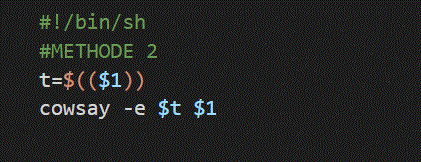 #!/bin/sh
#METHODE 2
t=$(($1))
cowsay -e $t $1